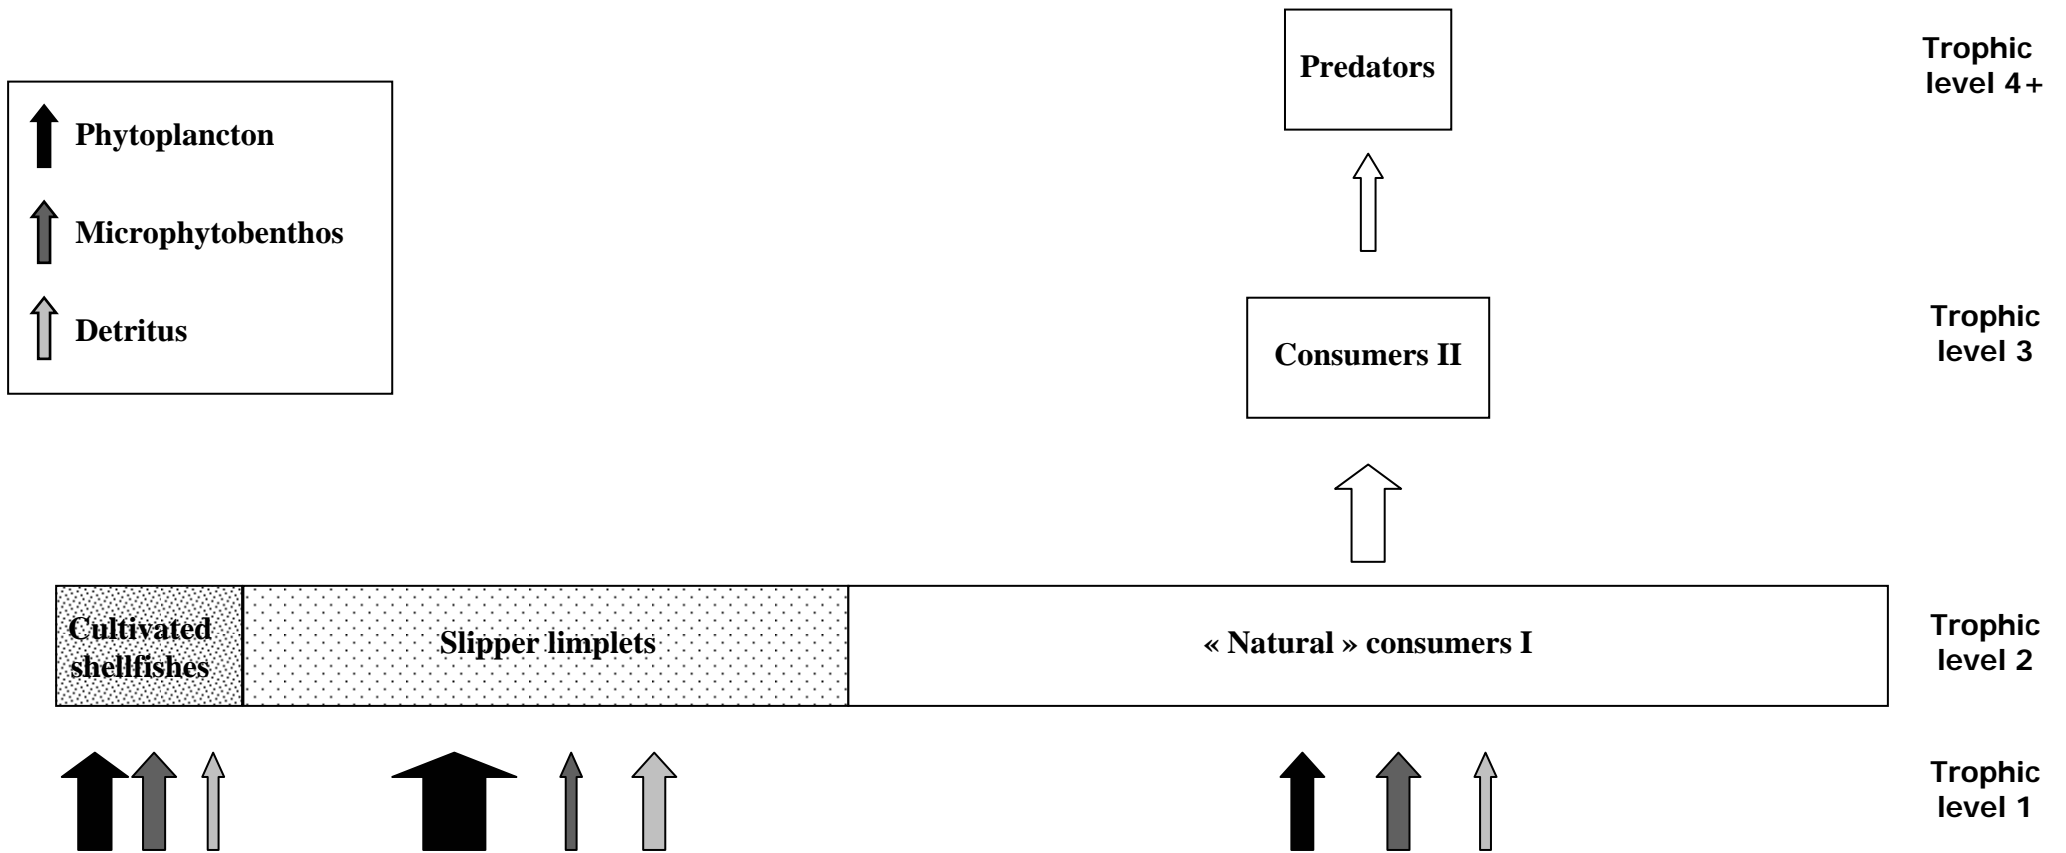 Predators
Trophic
level 4+
Phytoplancton
Microphytobenthos
Detritus
Consumers II
Trophic
level 3
Cultivated
shellfishes
Slipper limplets
« Natural » consumers I
Trophic
level 2
Trophic
level 1